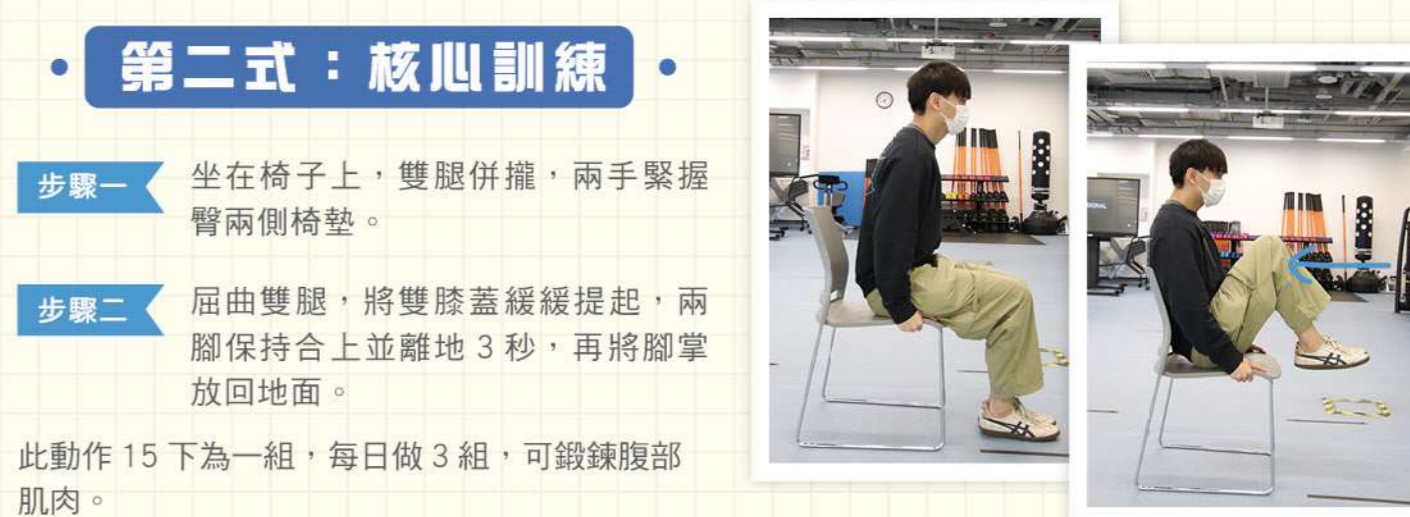 第二式：核心訓練
步驟一
坐在椅子上，雙腿併攏，兩手緊握
臀兩側椅墊。
步驟二
屈曲雙腿，將雙膝蓋緩緩提起，兩
腳保持合上並離地 3 秒，再將腳掌
放回地面。
此動作 15 下為一組，每日做 3 組，可鍛鍊腹部
肌肉。